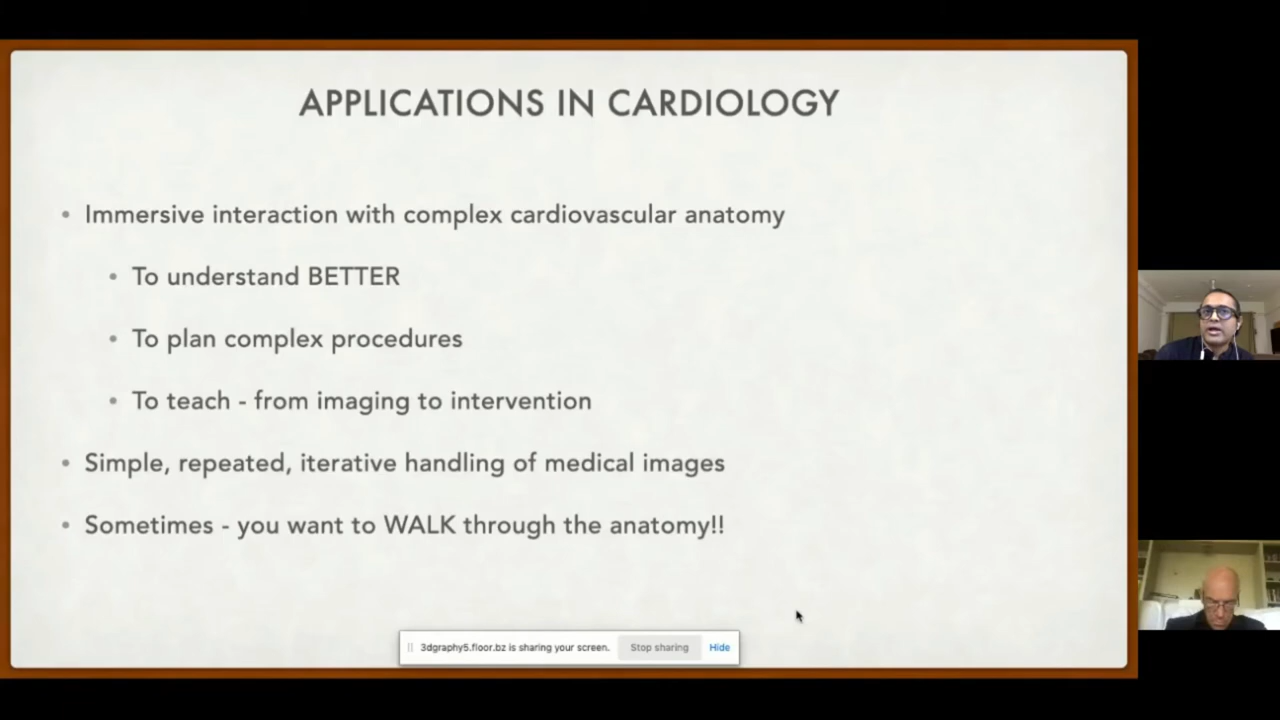 APPLICATIONS IN CARDIOLOGY
• Immersive interaction with complex cardiovascular anatomy
• To understand BETTER
• To plan complex procedures
• To teach - from imaging to intervention
• Simple, repeated, iterative handling of medical images
• Sometimes - you want to WALK through the anatomy!!
3dgraphy5.floor.bz is sharing your screen. Stop sharing Hide